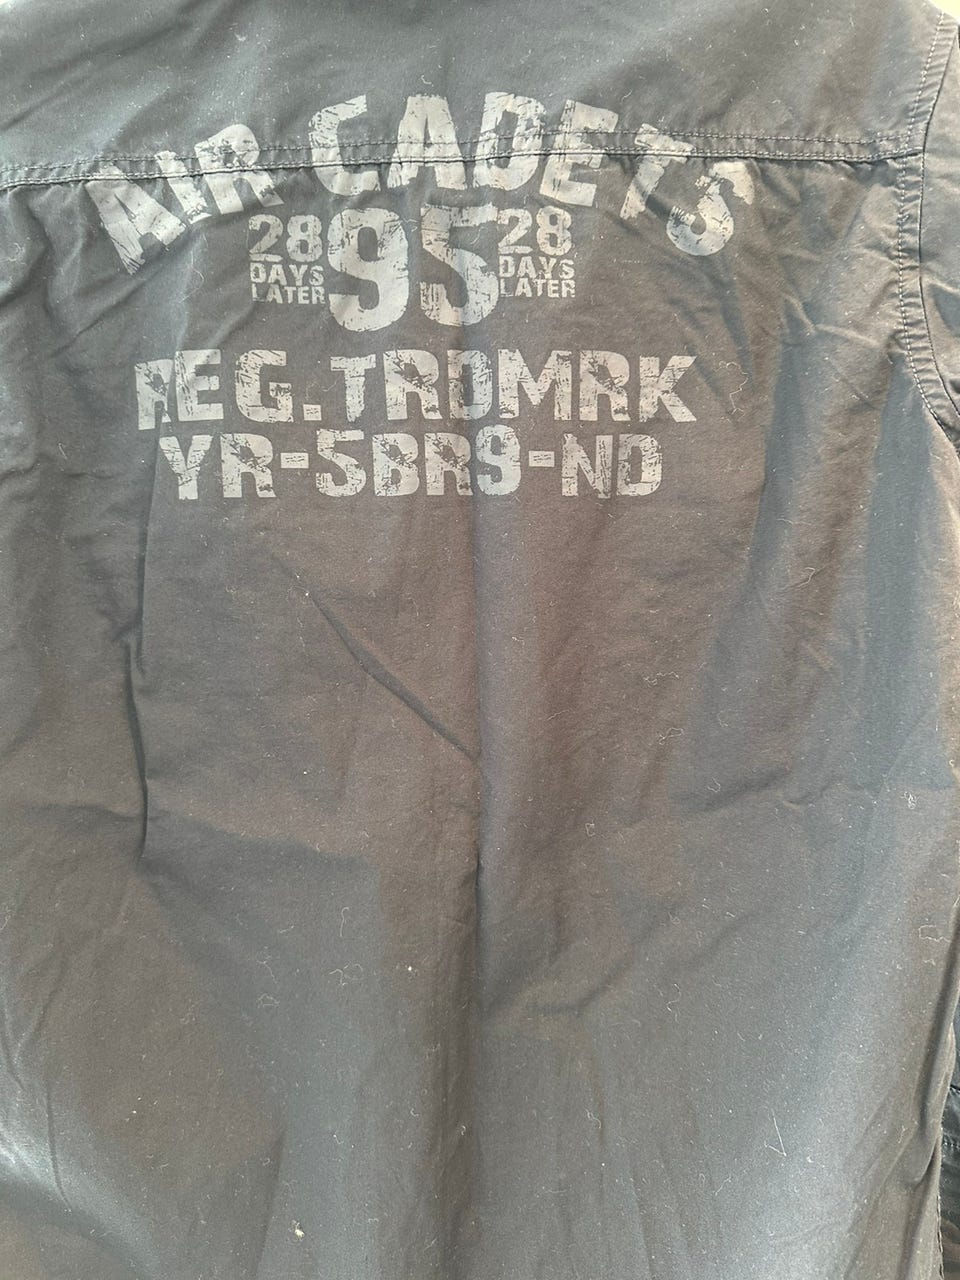 AIR CADETS
28 DAYS LATER 95 28 DAYS LATER
REG.TRDMRK
YR-5BR9-ND